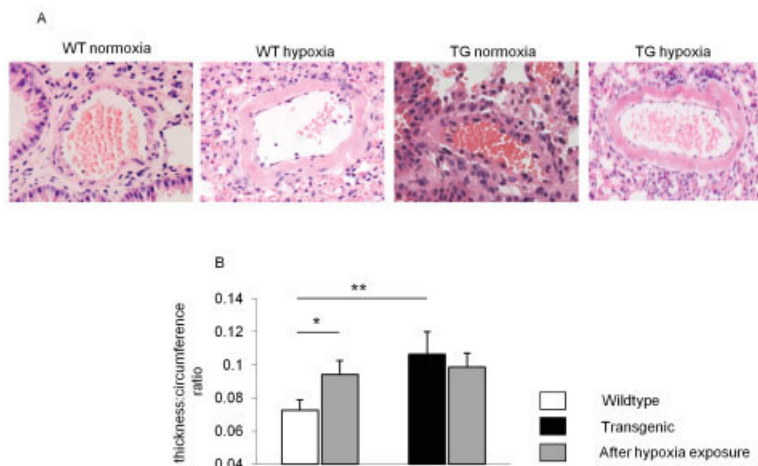 A
WT normoxia WT hypoxia TG normoxia TG hypoxia
B
thickness:circumference
ratio
0.14
0.12
0.1
0.08
0.06
0.04
**
*
Wildtype
Transgenic
After hypoxia exposure